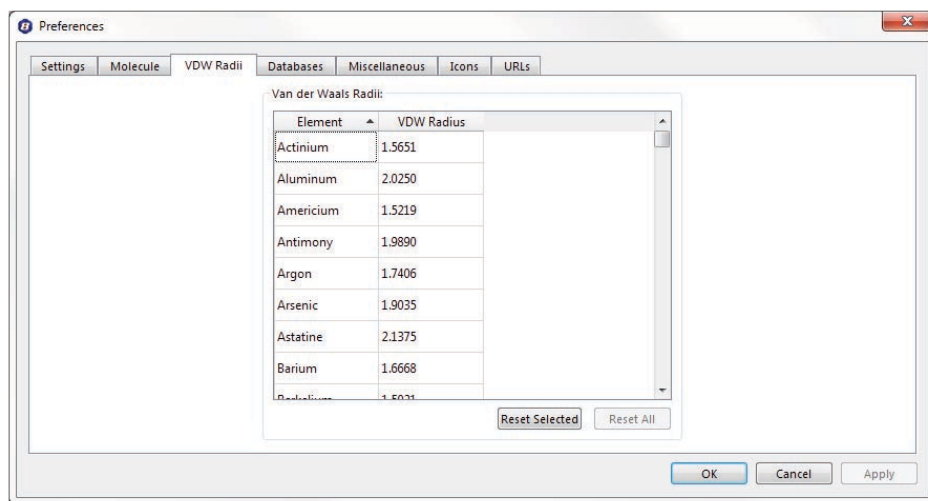 Preferences
Settings Molecule VDW Radii Databases Miscellaneous Icons URLs
Van der Waals Radii:
Element VDW Radius
Actinium 1.5651
Aluminum 2.0250
Americium 1.5219
Antimony 1.9890
Argon 1.7406
Arsenic 1.9035
Astatine 2.1375
Barium 1.6668
Reset Selected Reset All
OK Cancel Apply